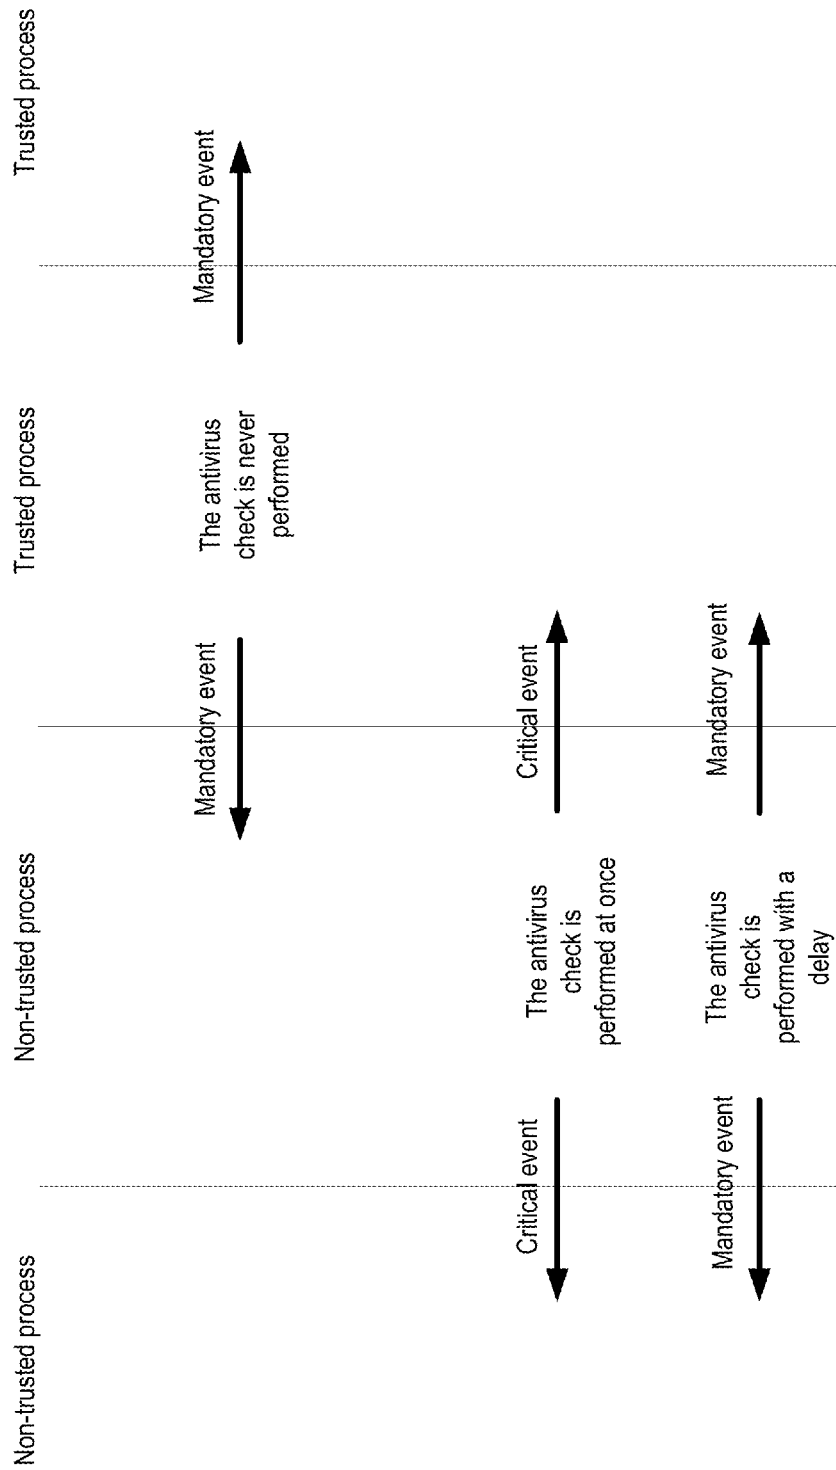 Non-trusted process
Non-trusted process
Trusted process
Trusted process
Mandatory event
The antivirus
check is never
performed
Mandatory event
Critical event
The antivirus
check is
performed at once
Critical event
Mandatory event
The antivirus
check is
performed with a
delay
Mandatory event